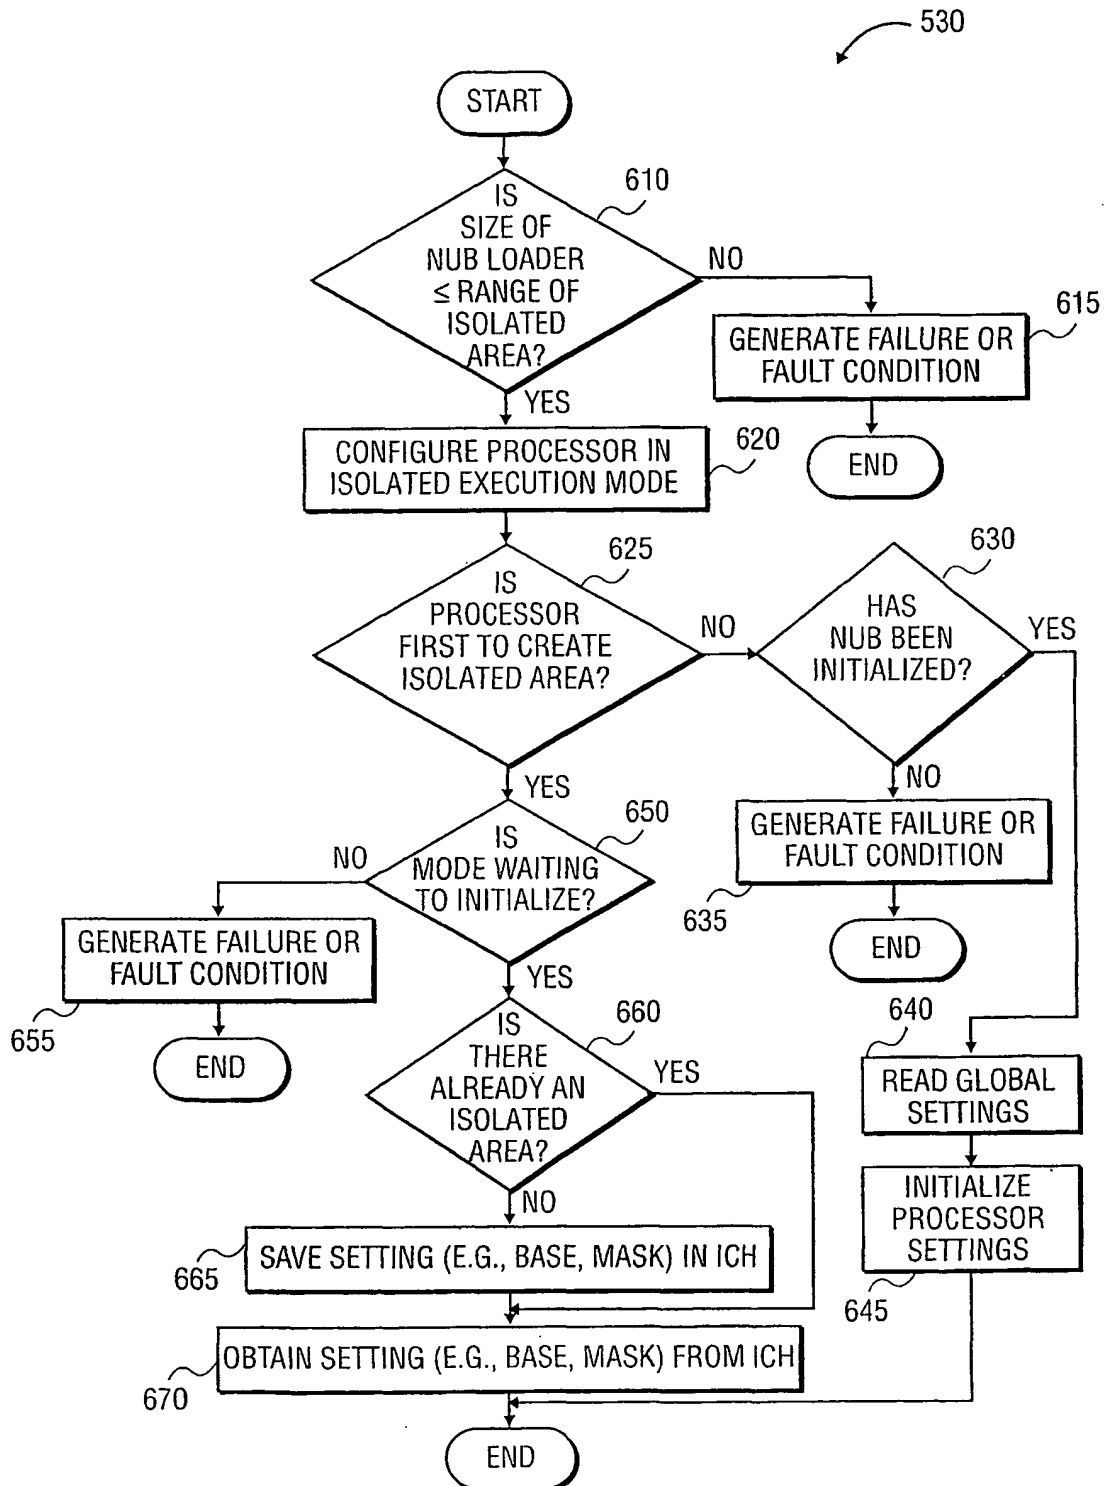 530
START
610
IS
SIZE OF
NUB LOADER
≤ RANGE OF
ISOLATED
AREA?
NO
615
GENERATE FAILURE OR
FAULT CONDITION
END
YES
620
CONFIGURE PROCESSOR IN
ISOLATED EXECUTION MODE
625
IS
PROCESSOR
FIRST TO CREATE
ISOLATED AREA?
NO
630
HAS
NUB BEEN
INITIALIZED?
YES
NO
GENERATE FAILURE OR
FAULT CONDITION
635
END
YES
650
IS
MODE WAITING
TO INITIALIZE?
NO
GENERATE FAILURE OR
FAULT CONDITION
655
END
YES
660
IS
THERE
ALREADY AN
ISOLATED
AREA?
YES
640
READ GLOBAL
SETTINGS
INITIALIZE
PROCESSOR
SETTINGS
645
NO
SAVE SETTING (E.G., BASE, MASK) IN ICH
665
OBTAIN SETTING (E.G., BASE, MASK) FROM ICH
670
END